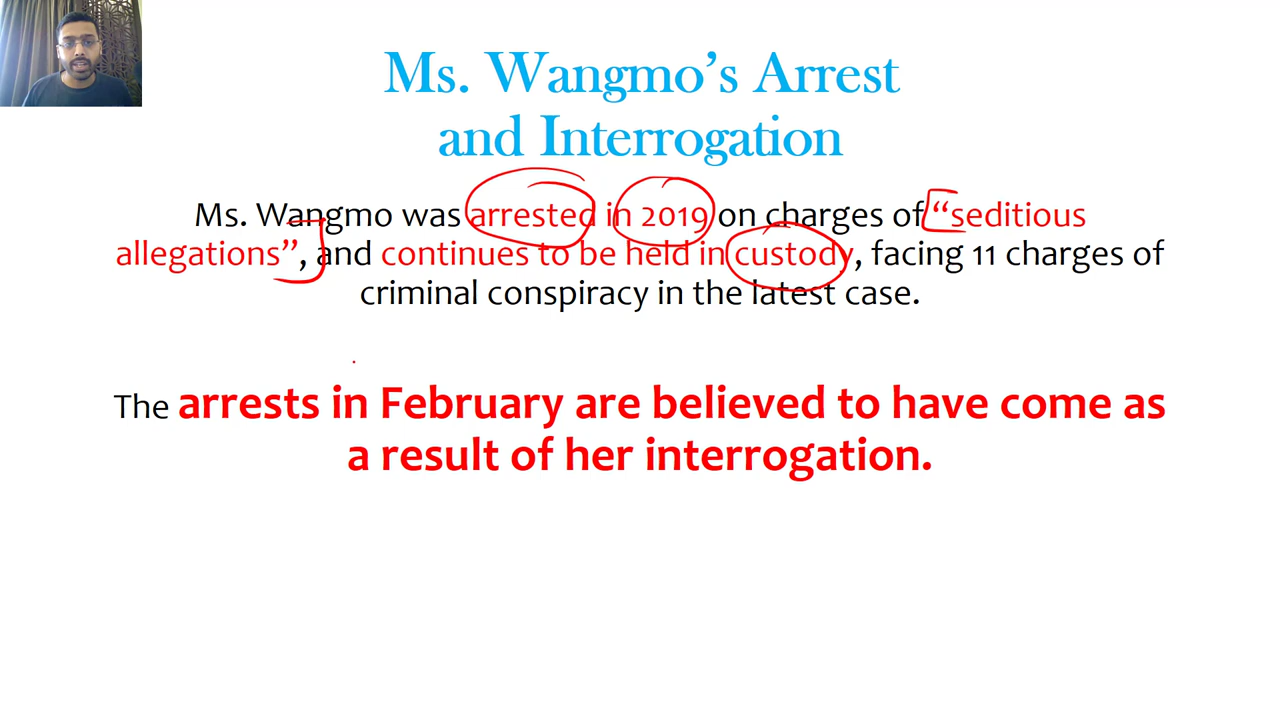 Ms. Wangmo’s Arrest
and Interrogation
Ms. Wangmo was arrested in 2019 on charges of “seditious
allegations”, and continues to be held in custody, facing 11 charges of
criminal conspiracy in the latest case.
The arrests in February are believed to have come as
a result of her interrogation.